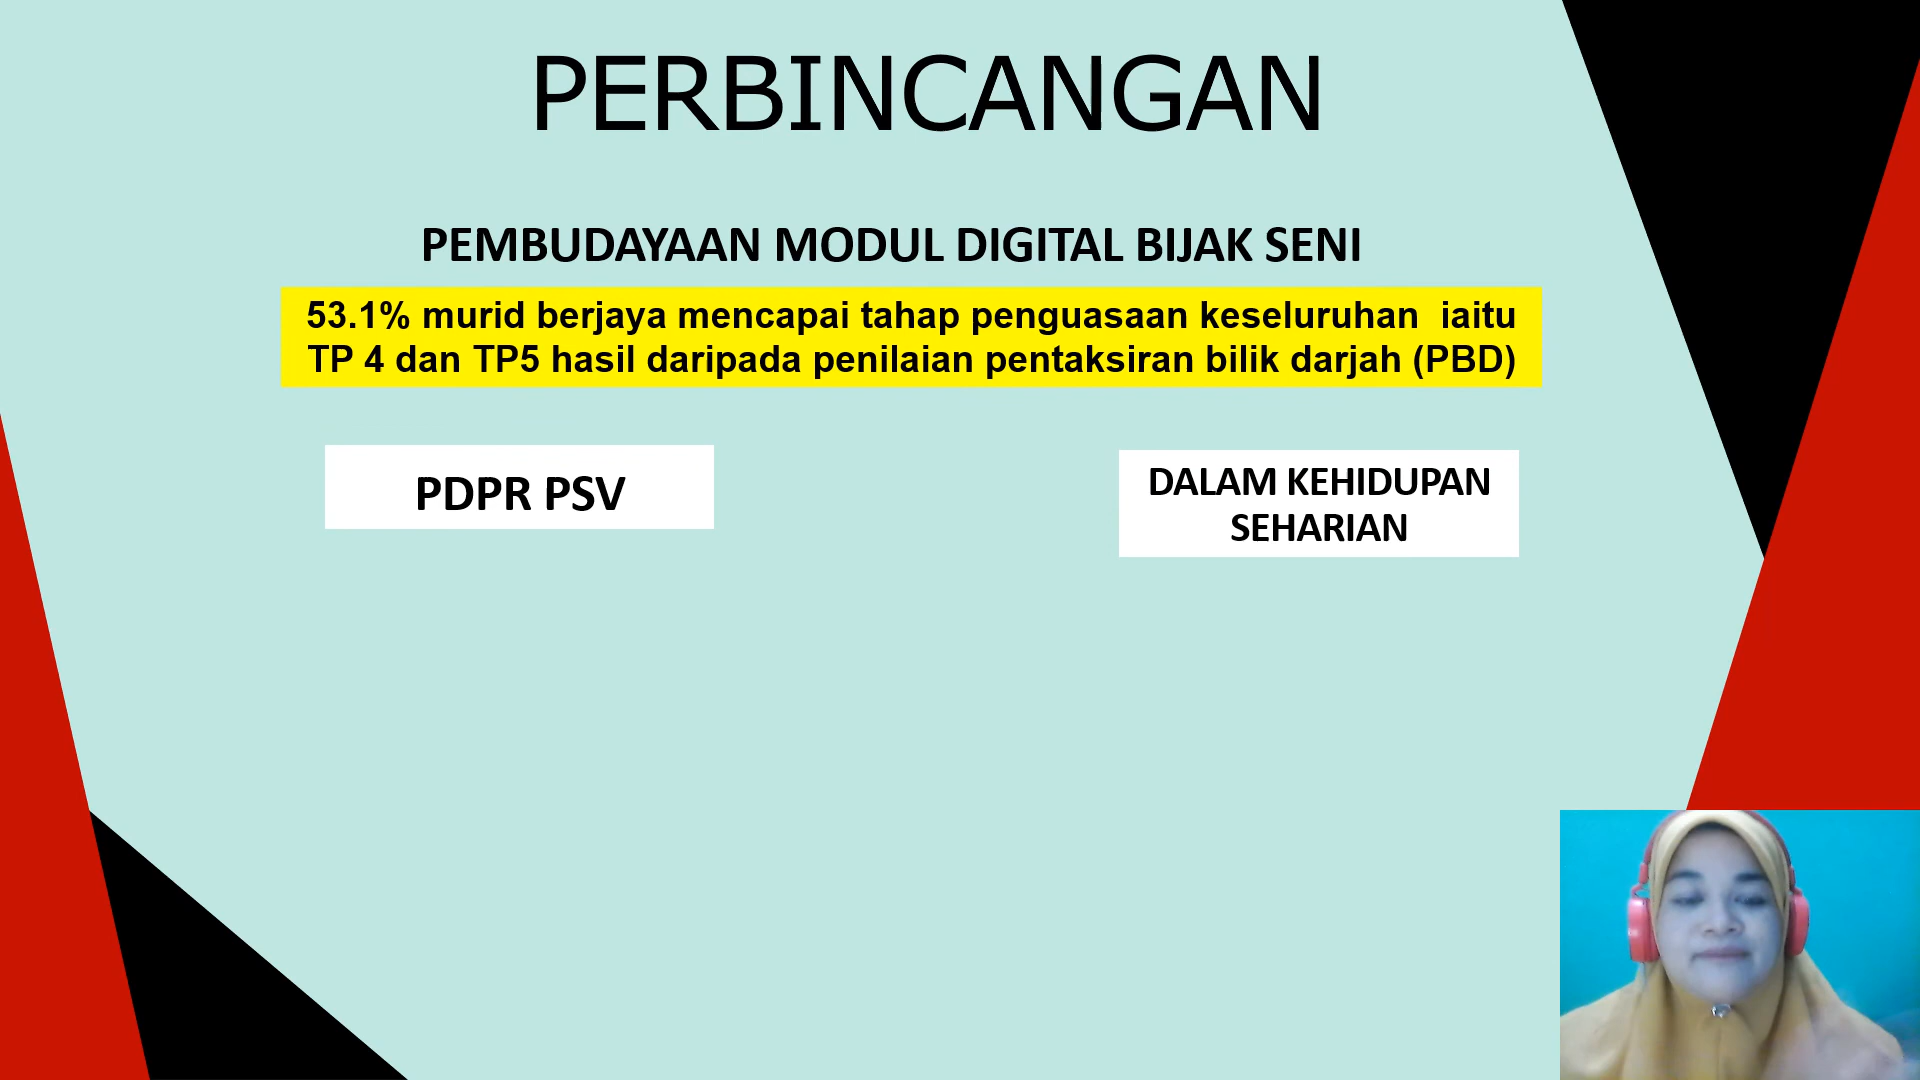 PERBINCANGAN
PEMBUDAYAAN MODUL DIGITAL BIJAK SENI
53.1% murid berjaya mencapai tahap penguasaan keseluruhan iaitu
TP 4 dan TP5 hasil daripada penilaian pentaksiran bilik darjah (PBD)
PDPR PSV
DALAM KEHIDUPAN
SEHARIAN